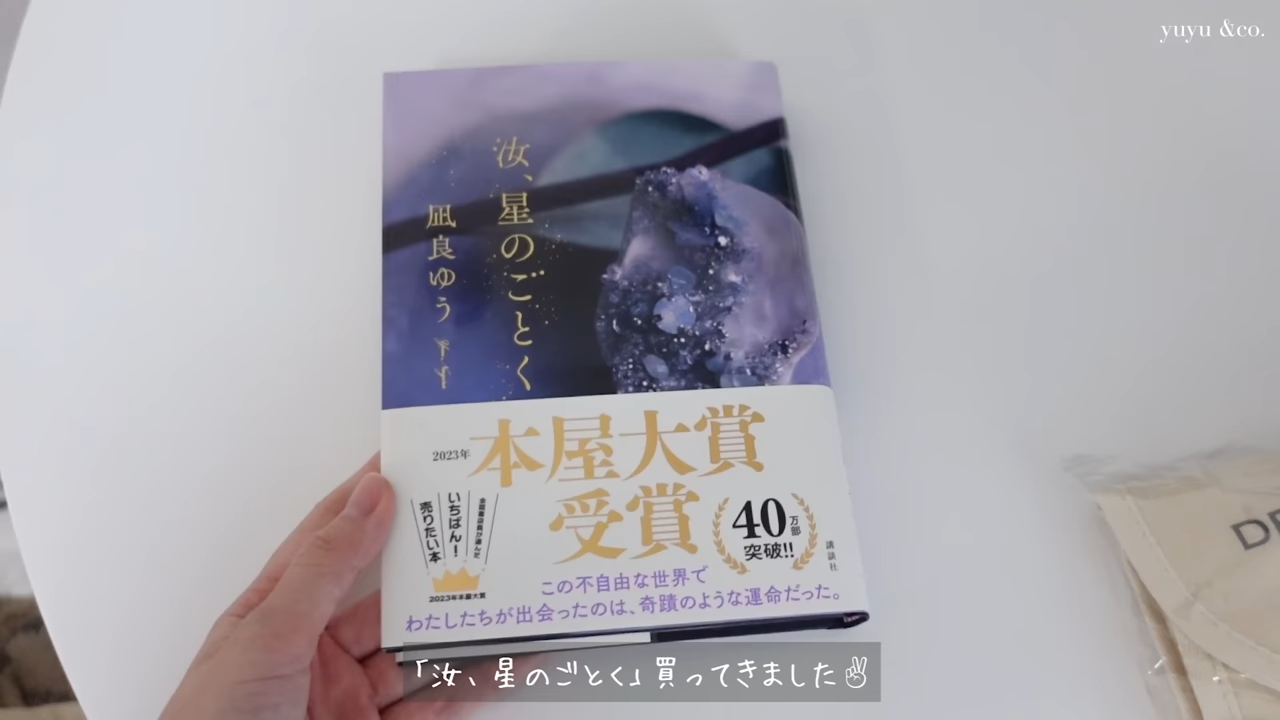 yuyu &co.
汝、星のごとく
凪良ゆう
2023年
本屋大賞
受賞
全国書店員が選んだ
いちばん!
売りたい本
2023年本屋大賞
40万部
突破!!
講談社
この不自由な世界で
わたしたちが出会ったのは、奇蹟のような運命だった。
「汝、星のごとく」買ってきました✌